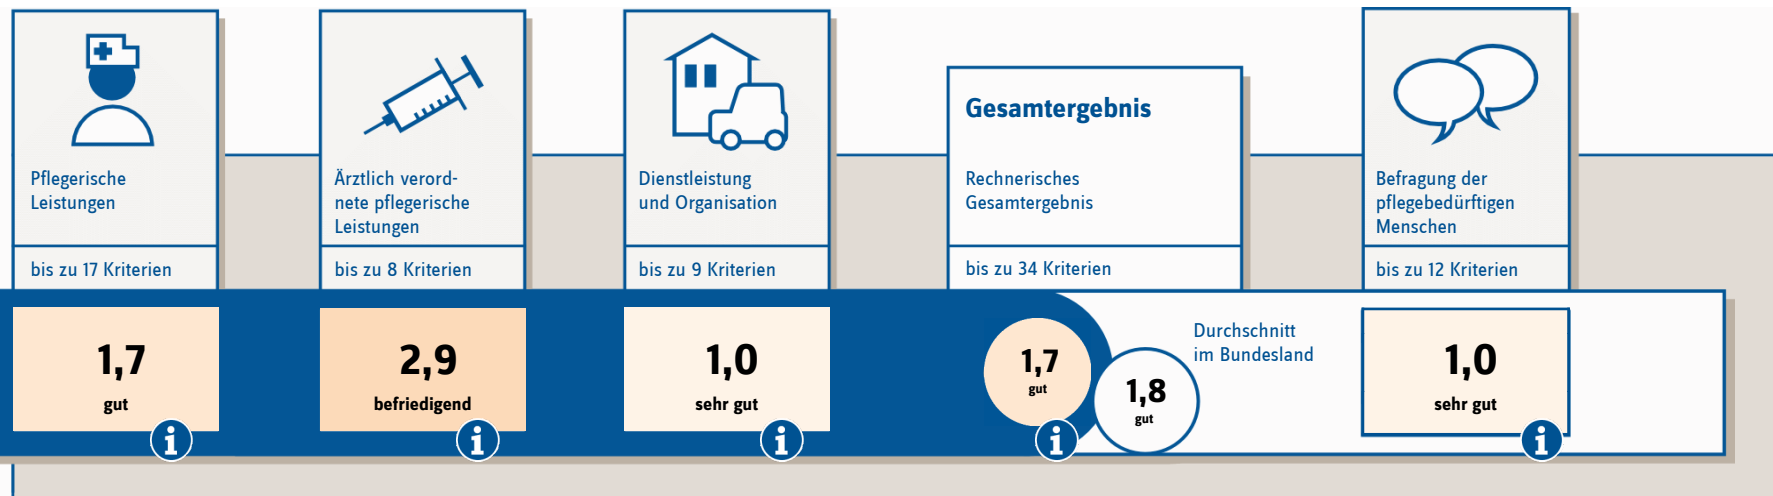 Pflegerische
Leistungen
bis zu 17 Kriterien
1,7
gut
i
Ärztlich verord-
nete pflegerische
Leistungen
bis zu 8 Kriterien
2,9
befriedigend
i
Dienstleistung
und Organisation
bis zu 9 Kriterien
1,0
sehr gut
i
Gesamtergebnis
Rechnerisches
Gesamtergebnis
bis zu 34 Kriterien
1,7
gut
i
1,8
gut
Durchschnitt
im Bundesland
Befragung der
pflegebedürftigen
Menschen
bis zu 12 Kriterien
1,0
sehr gut
i